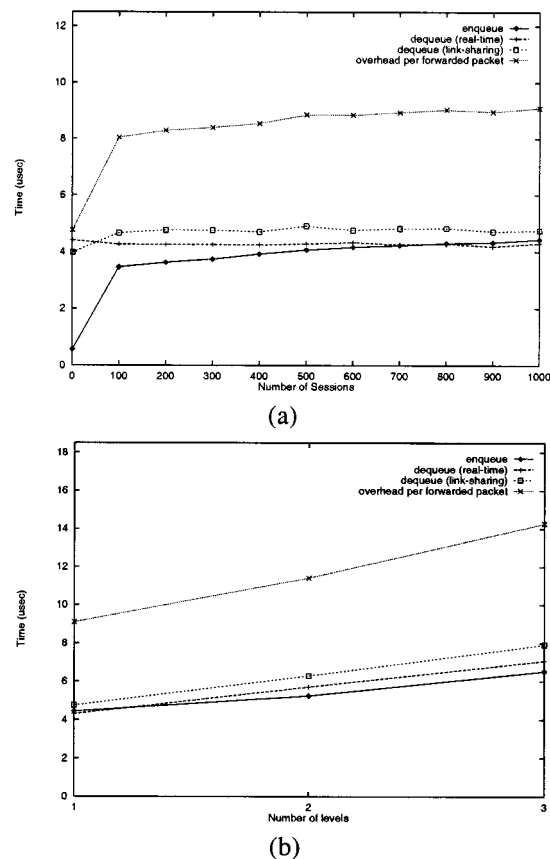 enqueue
dequeue (real-time)
dequeue (link-sharing)
overhead per forwarded packet
12
10
8
6
4
2
0
Time (usec)
0 100 200 300 400 500 600 700 800 900 1000
Number of Sessions
(a)
enqueue
dequeue (real-time)
dequeue (link-sharing)
overhead per forwarded packet
18
16
14
12
10
8
6
4
2
0
Time (usec)
1 2 3
Number of levels
(b)